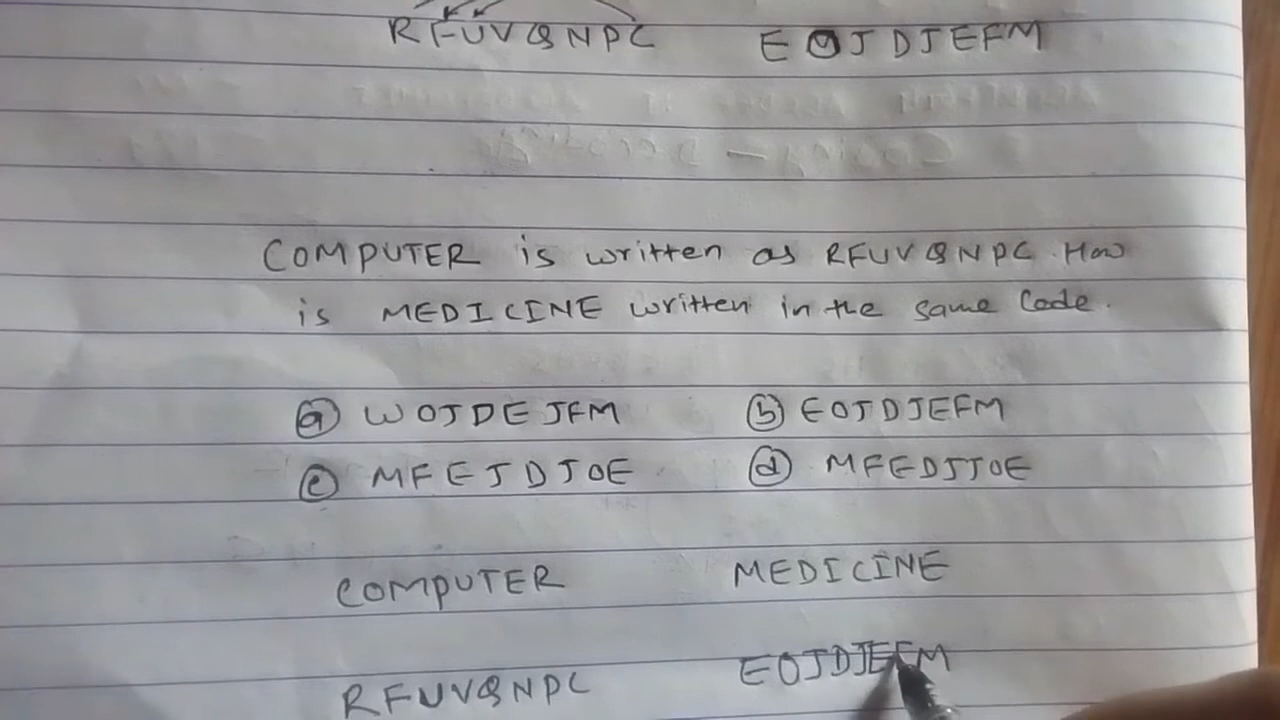 RFUVQNPC EOJDJEFM
COMPUTER is written as RFUVQNPC. How
is MEDICINE written in the same Code.
(a) WOJDEJFM (b) EOJDJEFM
(c) MFEJDJOE (d) MFEDJJOE
COMPUTER MEDICINE
RFUVQNPC EOJDJEFM